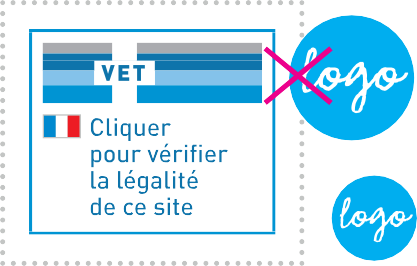 VET
logo
Cliquer
pour vérifier
la légalité
de ce site
logo